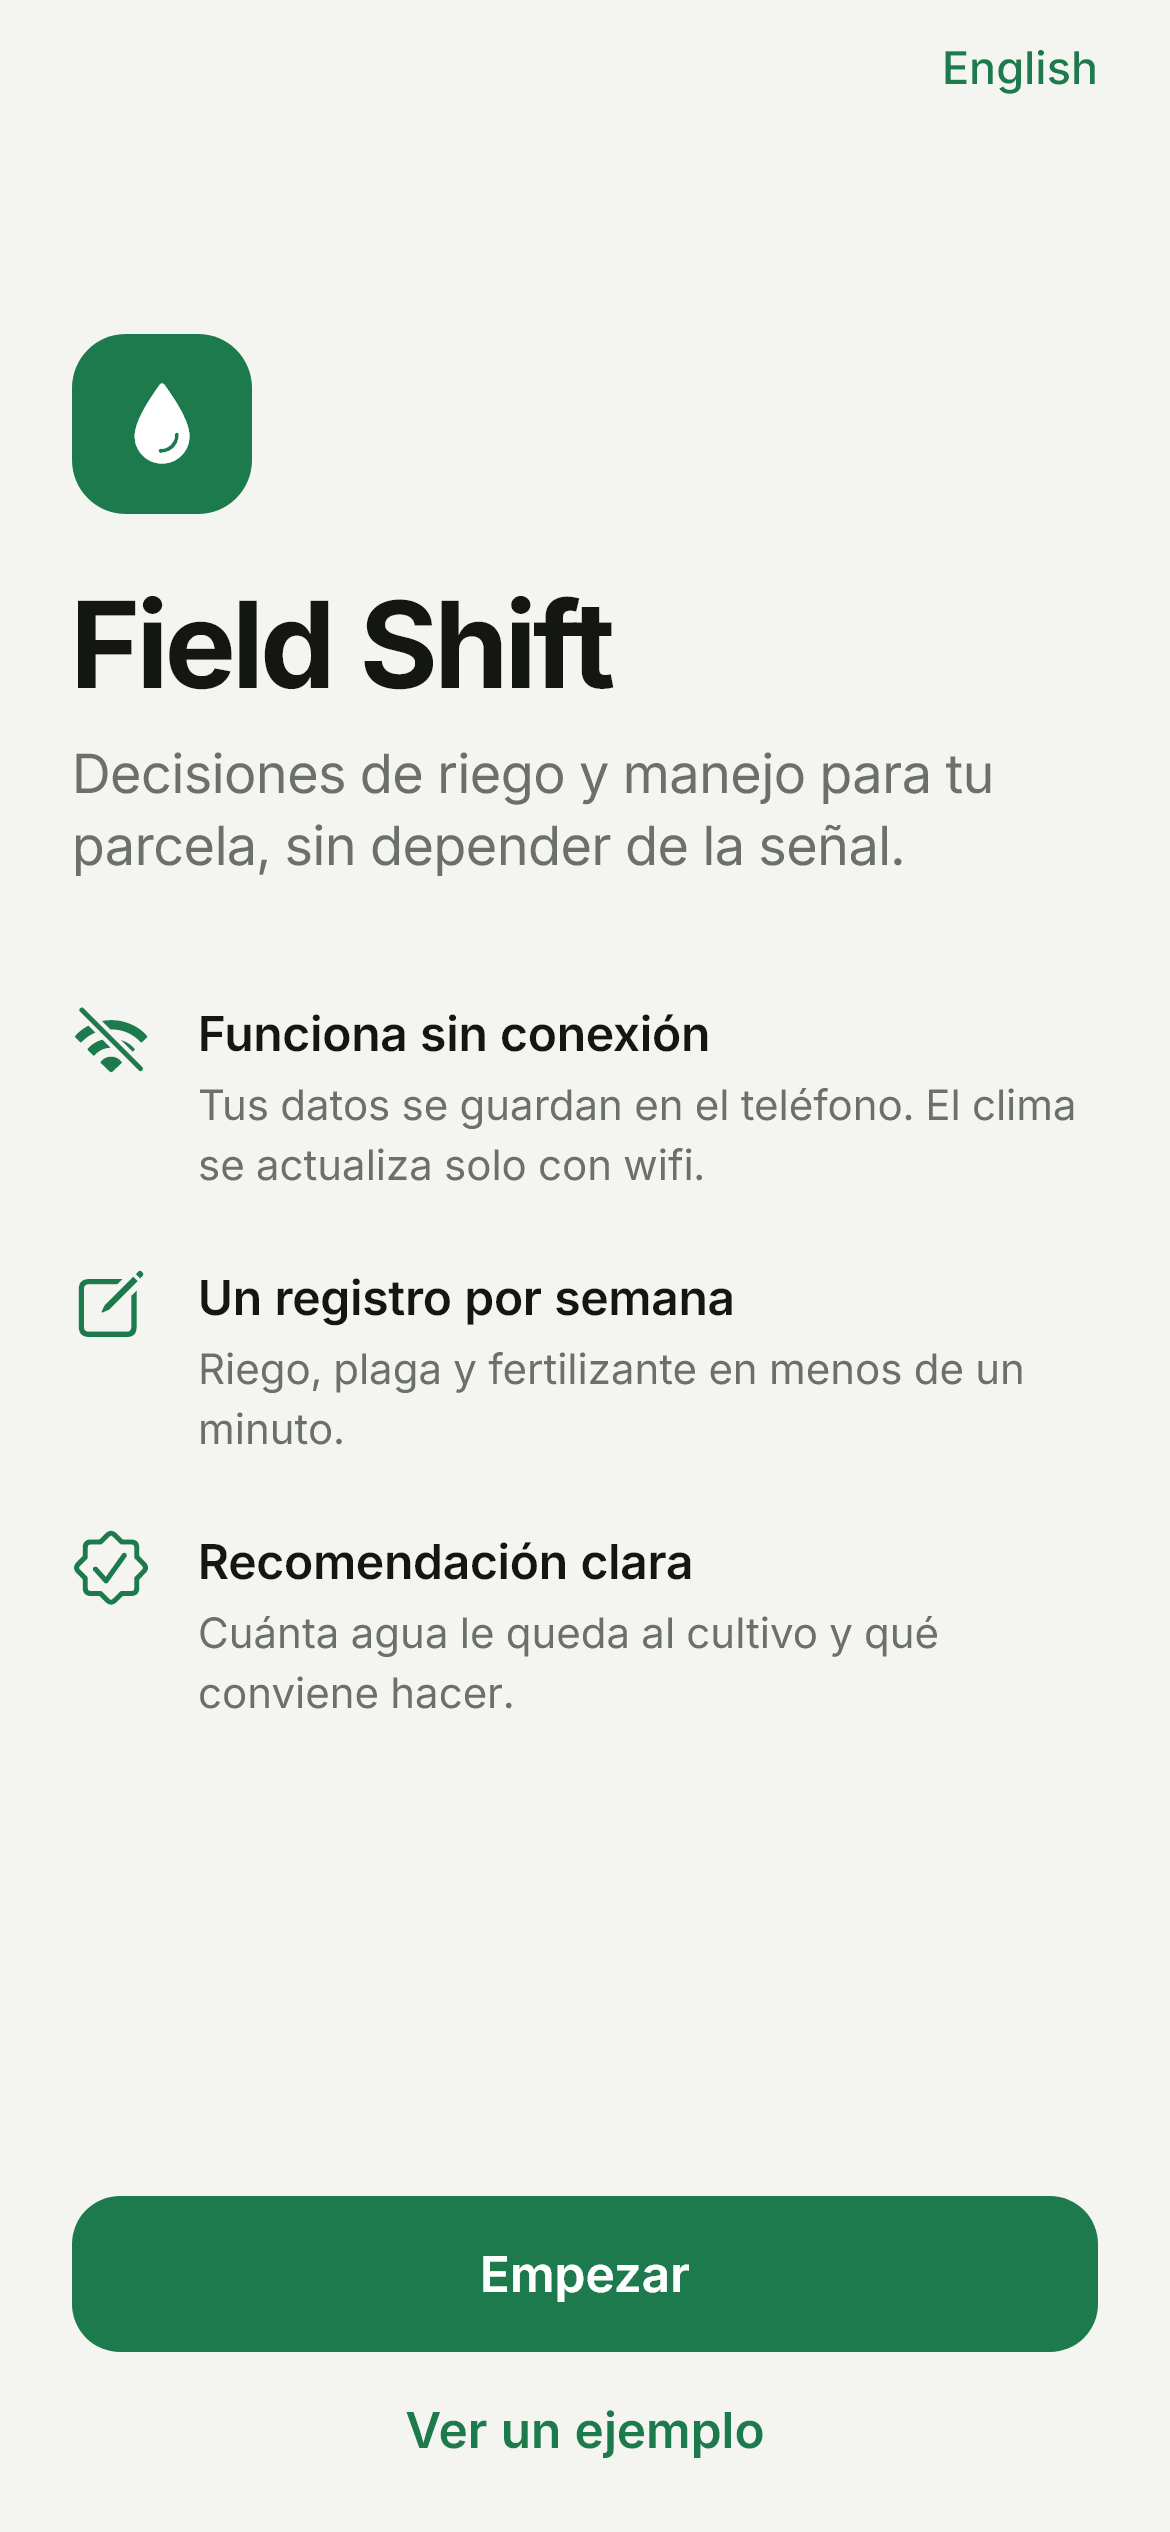 English
Field Shift
Decisiones de riego y manejo para tu
parcela, sin depender de la señal.
Funciona sin conexión
Tus datos se guardan en el teléfono. El clima
se actualiza solo con wifi.
Un registro por semana
Riego, plaga y fertilizante en menos de un
minuto.
Recomendación clara
Cuánta agua le queda al cultivo y qué
conviene hacer.
Empezar
Ver un ejemplo